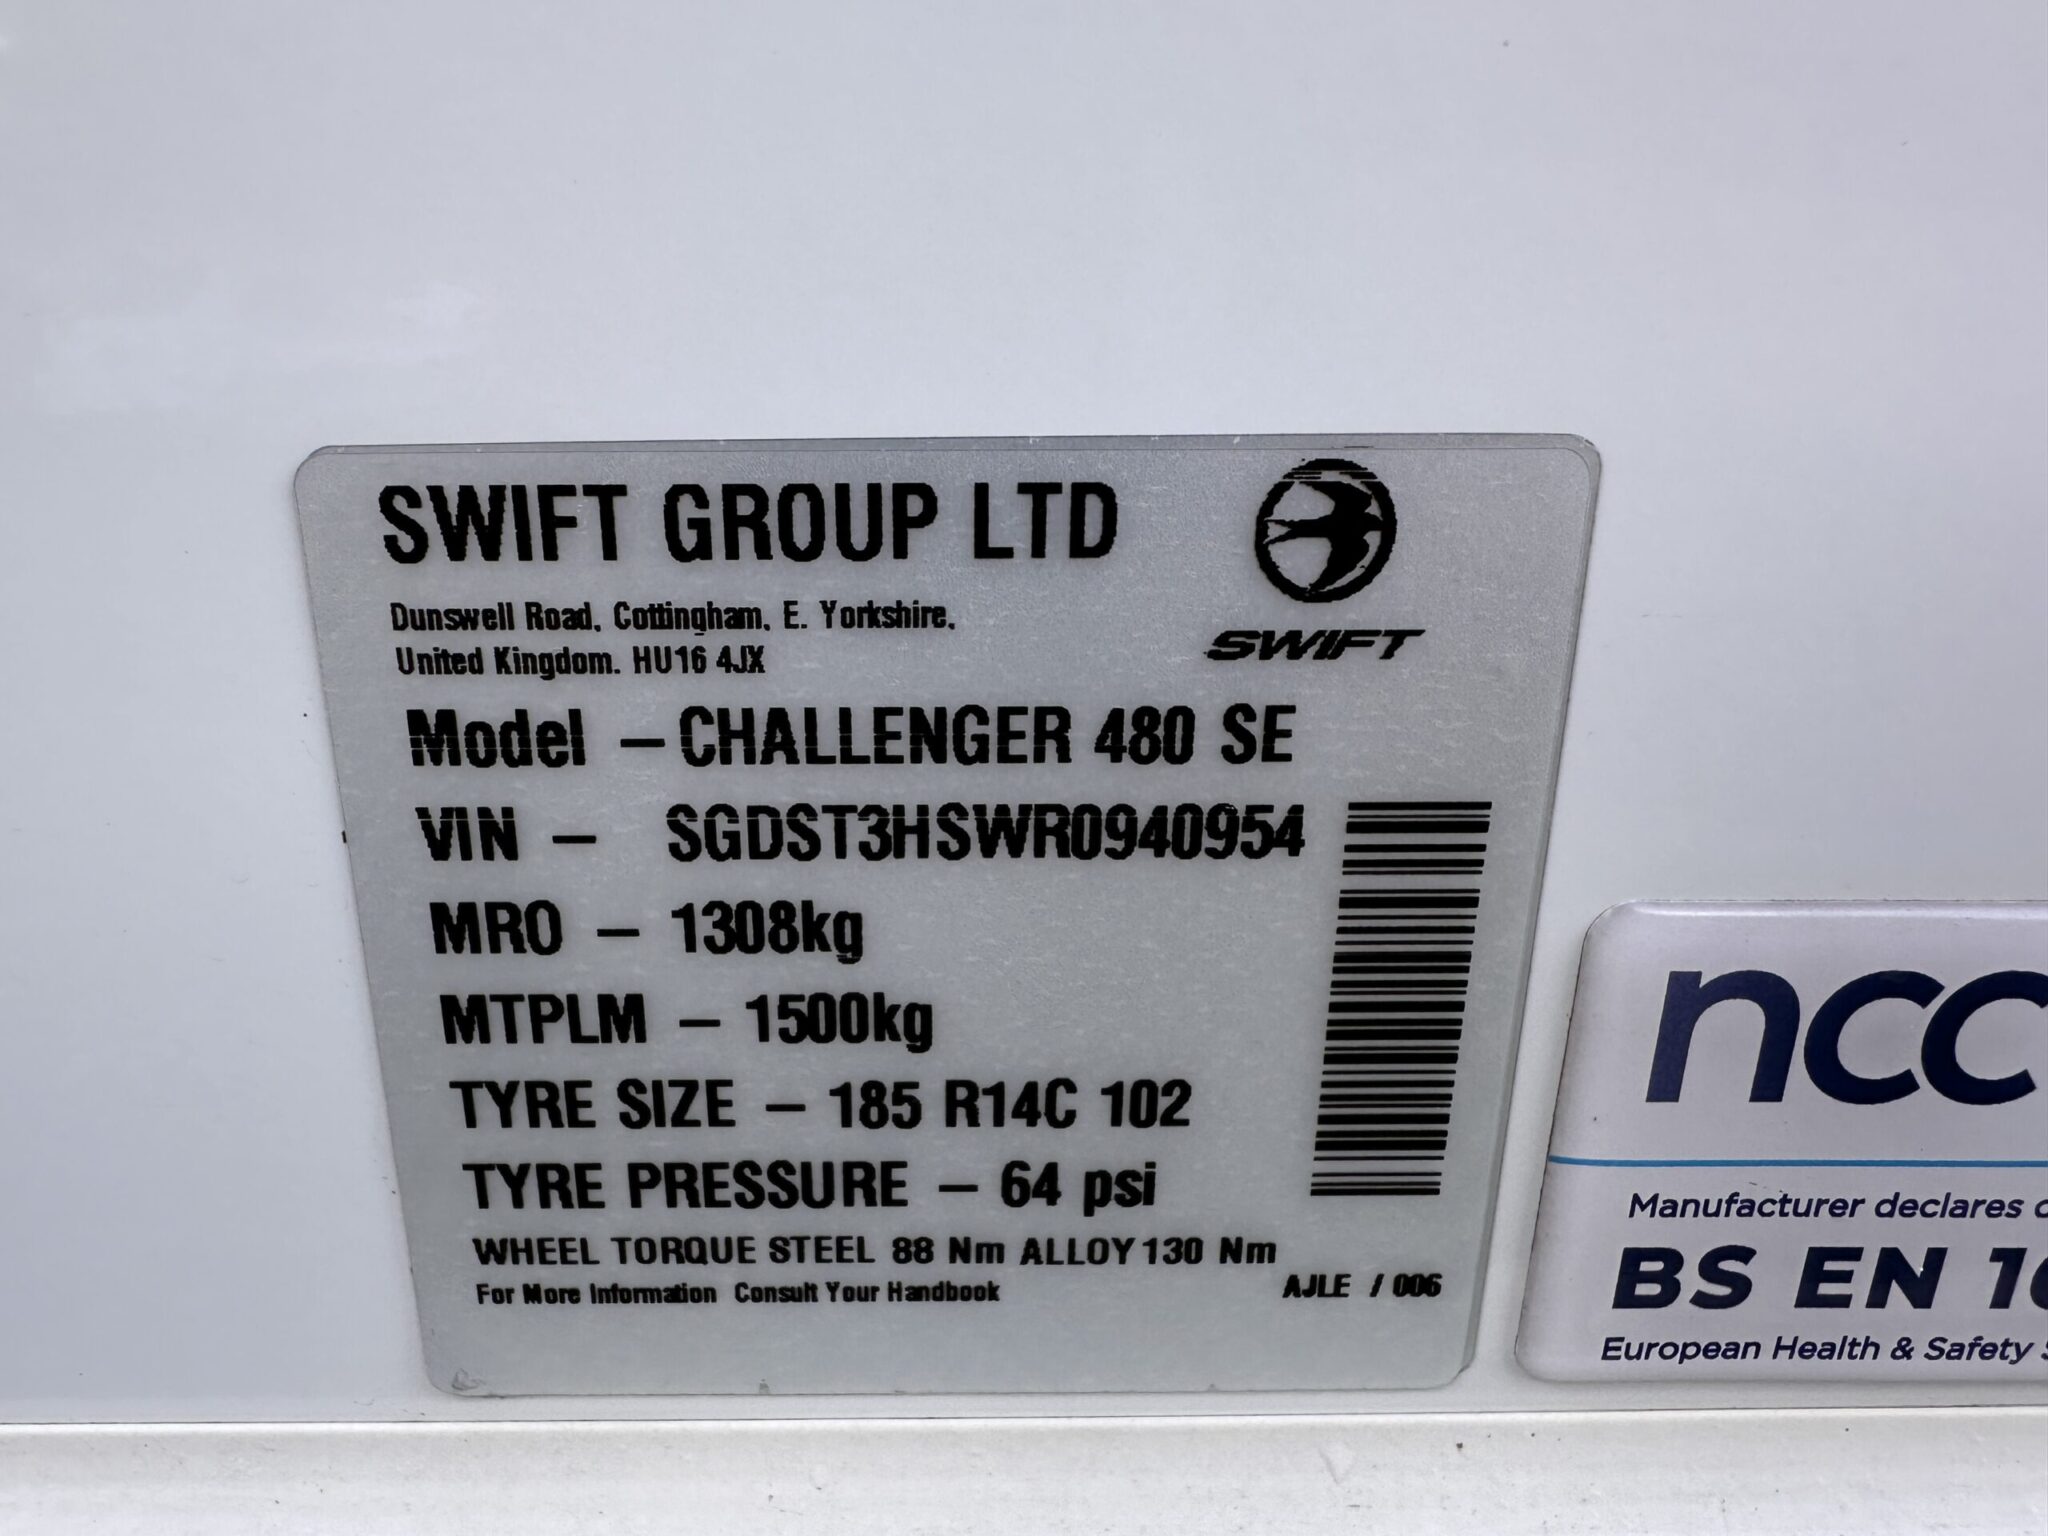 SWIFT GROUP LTD
Dunswell Road, Cottingham, E. Yorkshire,
United Kingdom. HU16 4JX
SWIFT
Model – CHALLENGER 480 SE
VIN – SGDST3HSWR0940954
MRO – 1308kg
MTPLM – 1500kg
TYRE SIZE – 185 R14C 102
TYRE PRESSURE – 64 psi
WHEEL TORQUE STEEL 88 Nm ALLOY 130 Nm
For More Information Consult Your Handbook
AJLE / 006
ncc
Manufacturer declares
BS EN
European Health & Safety